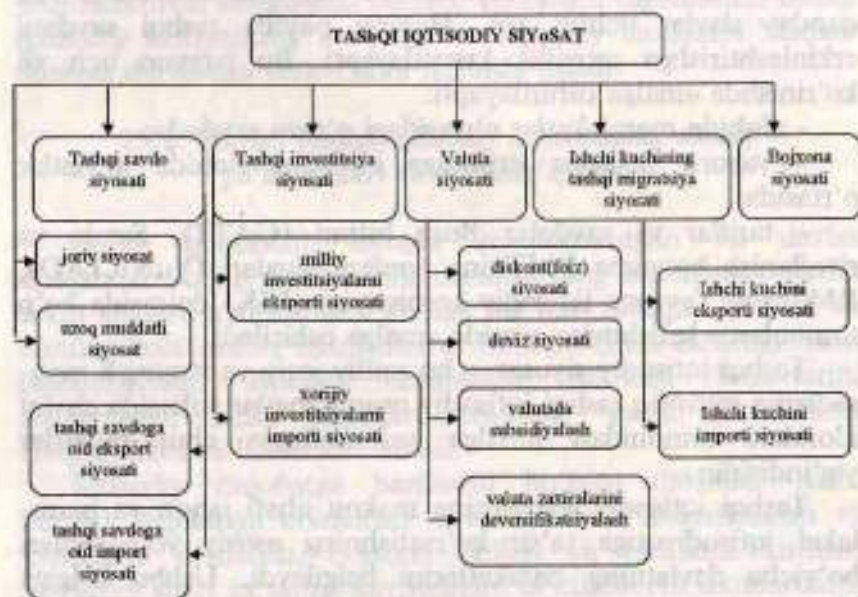 TAShQI IQTISODIY SIYoSAT
Tashqi savdo
siyosati
Tashqi investitsiya
siyosati
Valuta
siyosati
Ishchi kuchining
tashqi migratsiya
siyosati
Bojxona
siyosati
joriy siyosat
uzoq muddatli
siyosat
tashqi savdoga
oid eksport
siyosati
tashqi savdoga
oid import
siyosati
milliy
investitsiyalarni
eksporti siyosati
xorijiy
investitsiyalarni
importi siyosati
diskont(foiz)
siyosati
deviz siyosati
valutada
subsidiyalash
valuta zaxiralarini
deversifikatsiyalash
Ishchi kuchini
eksporti siyosati
Ishchi kuchini
importi siyosati